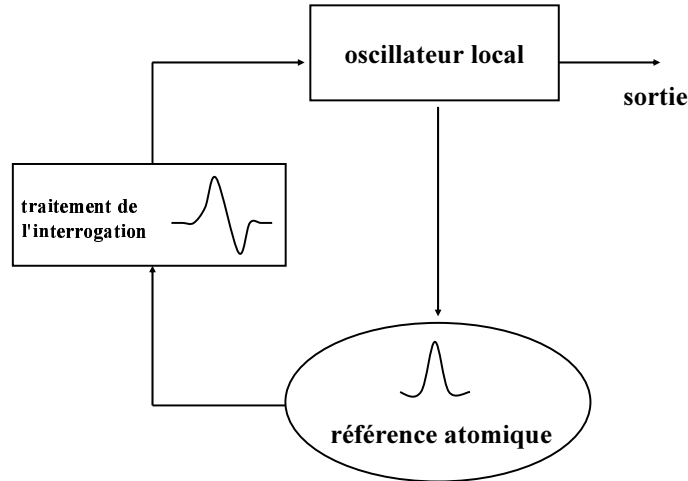 oscillateur local
sortie
traitement de
l'interrogation
référence atomique